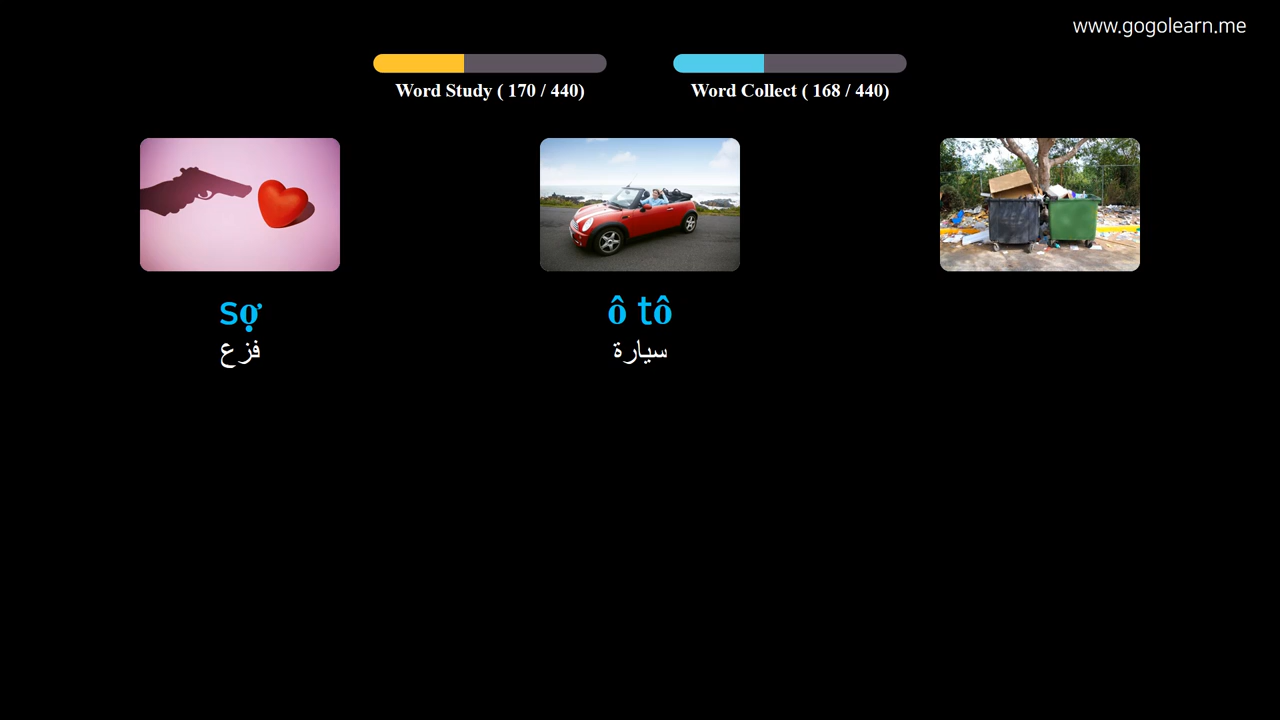 www.gogolearn.me
Word Study ( 170 / 440)
Word Collect ( 168 / 440)
sợ
فزع
ô tô
سيارة